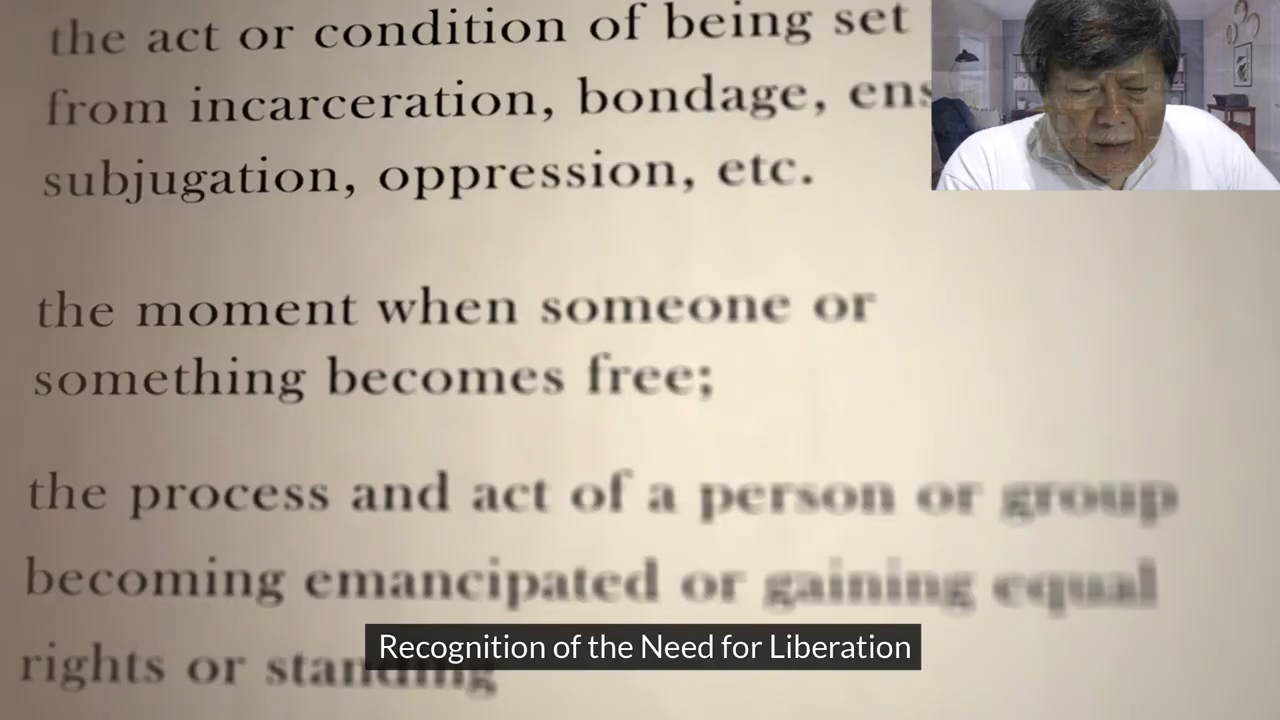 the act or condition of being set
from incarceration, bondage,
subjugation, oppression, etc.
the moment when someone or
something becomes free;
the process and act of a person or group
becoming emancipated or gaining equal
rights or standing
Recognition of the Need for Liberation